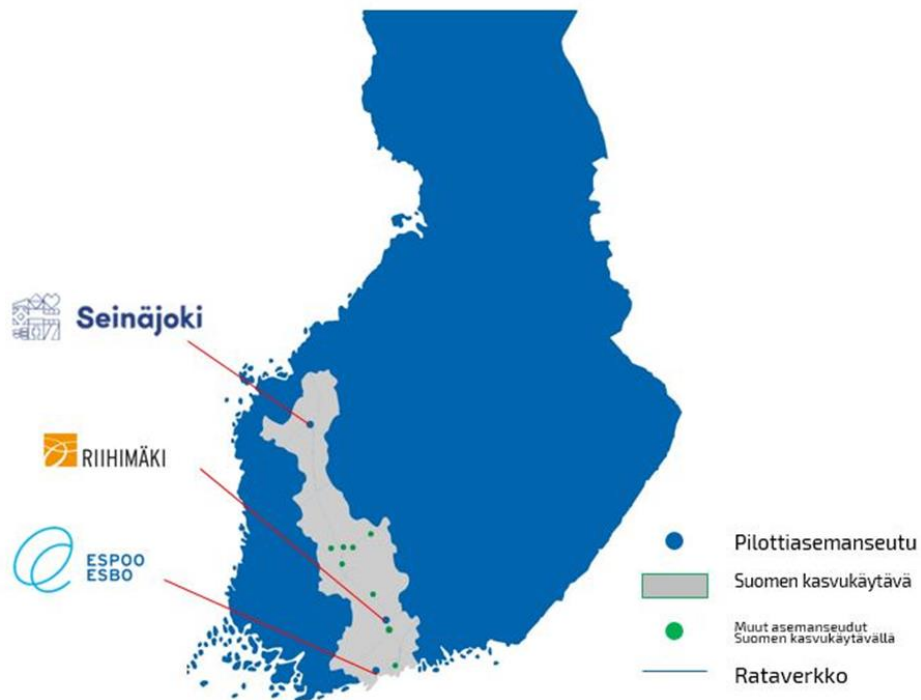 Seinäjoki
RIIHIMÄKI
ESPOO
ESBO
Pilottiasemanseutu
Suomen kasvukäytävä
Muut asemanseudut
Suomen kasvukäytävällä
Rataverkko